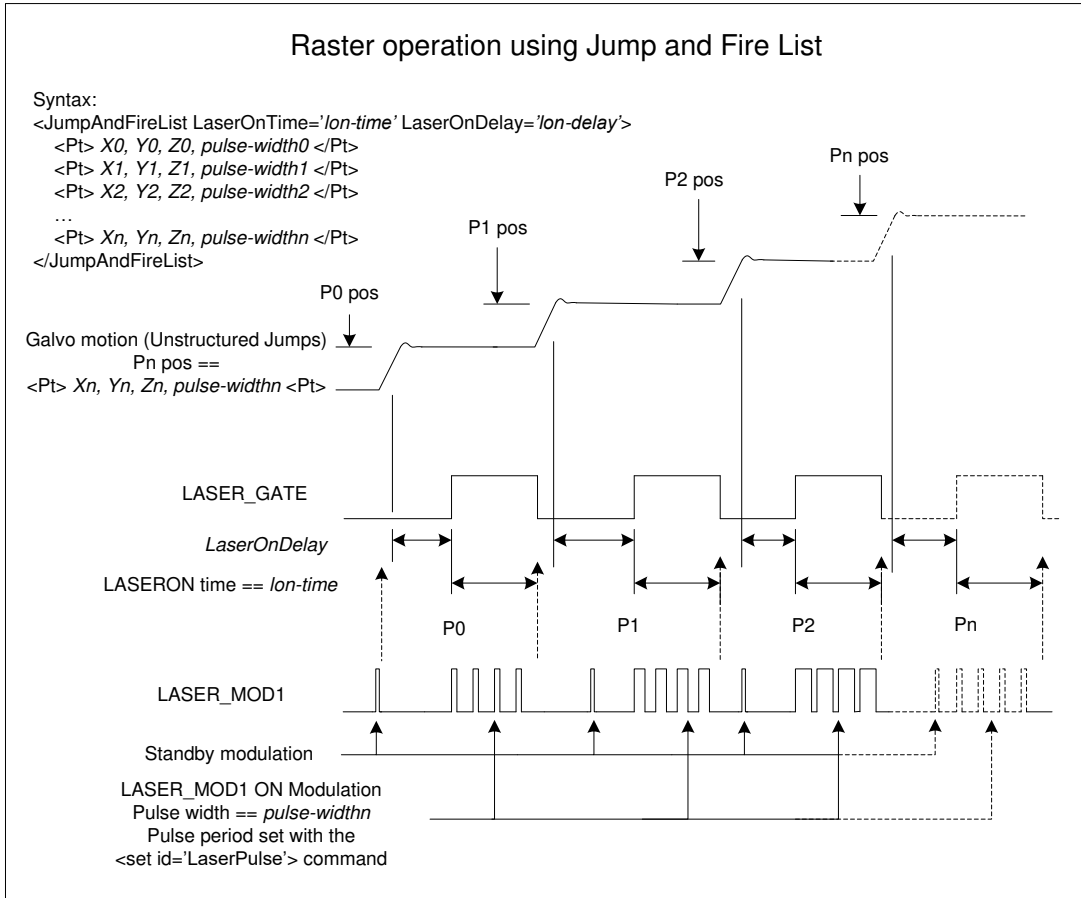 Raster operation using Jump and Fire List
Syntax:
<JumpAndFireList LaserOnTime='lon-time' LaserOnDelay='lon-delay'>
<Pt> X0, Y0, Z0, pulse-width0 </Pt>
<Pt> X1, Y1, Z1, pulse-width1 </Pt>
<Pt> X2, Y2, Z2, pulse-width2 </Pt>
…
<Pt> Xn, Yn, Zn, pulse-widthn </Pt>
</JumpAndFireList>
P0 pos
P1 pos
P2 pos
Pn pos
Galvo motion (Unstructured Jumps)
Pn pos ==
<Pt> Xn, Yn, Zn, pulse-widthn <Pt>
LASER_GATE
LaserOnDelay
LASERON time == lon-time
P0
P1
P2
Pn
LASER_MOD1
Standby modulation
LASER_MOD1 ON Modulation
Pulse width == pulse-widthn
Pulse period set with the
<set id='LaserPulse'> command